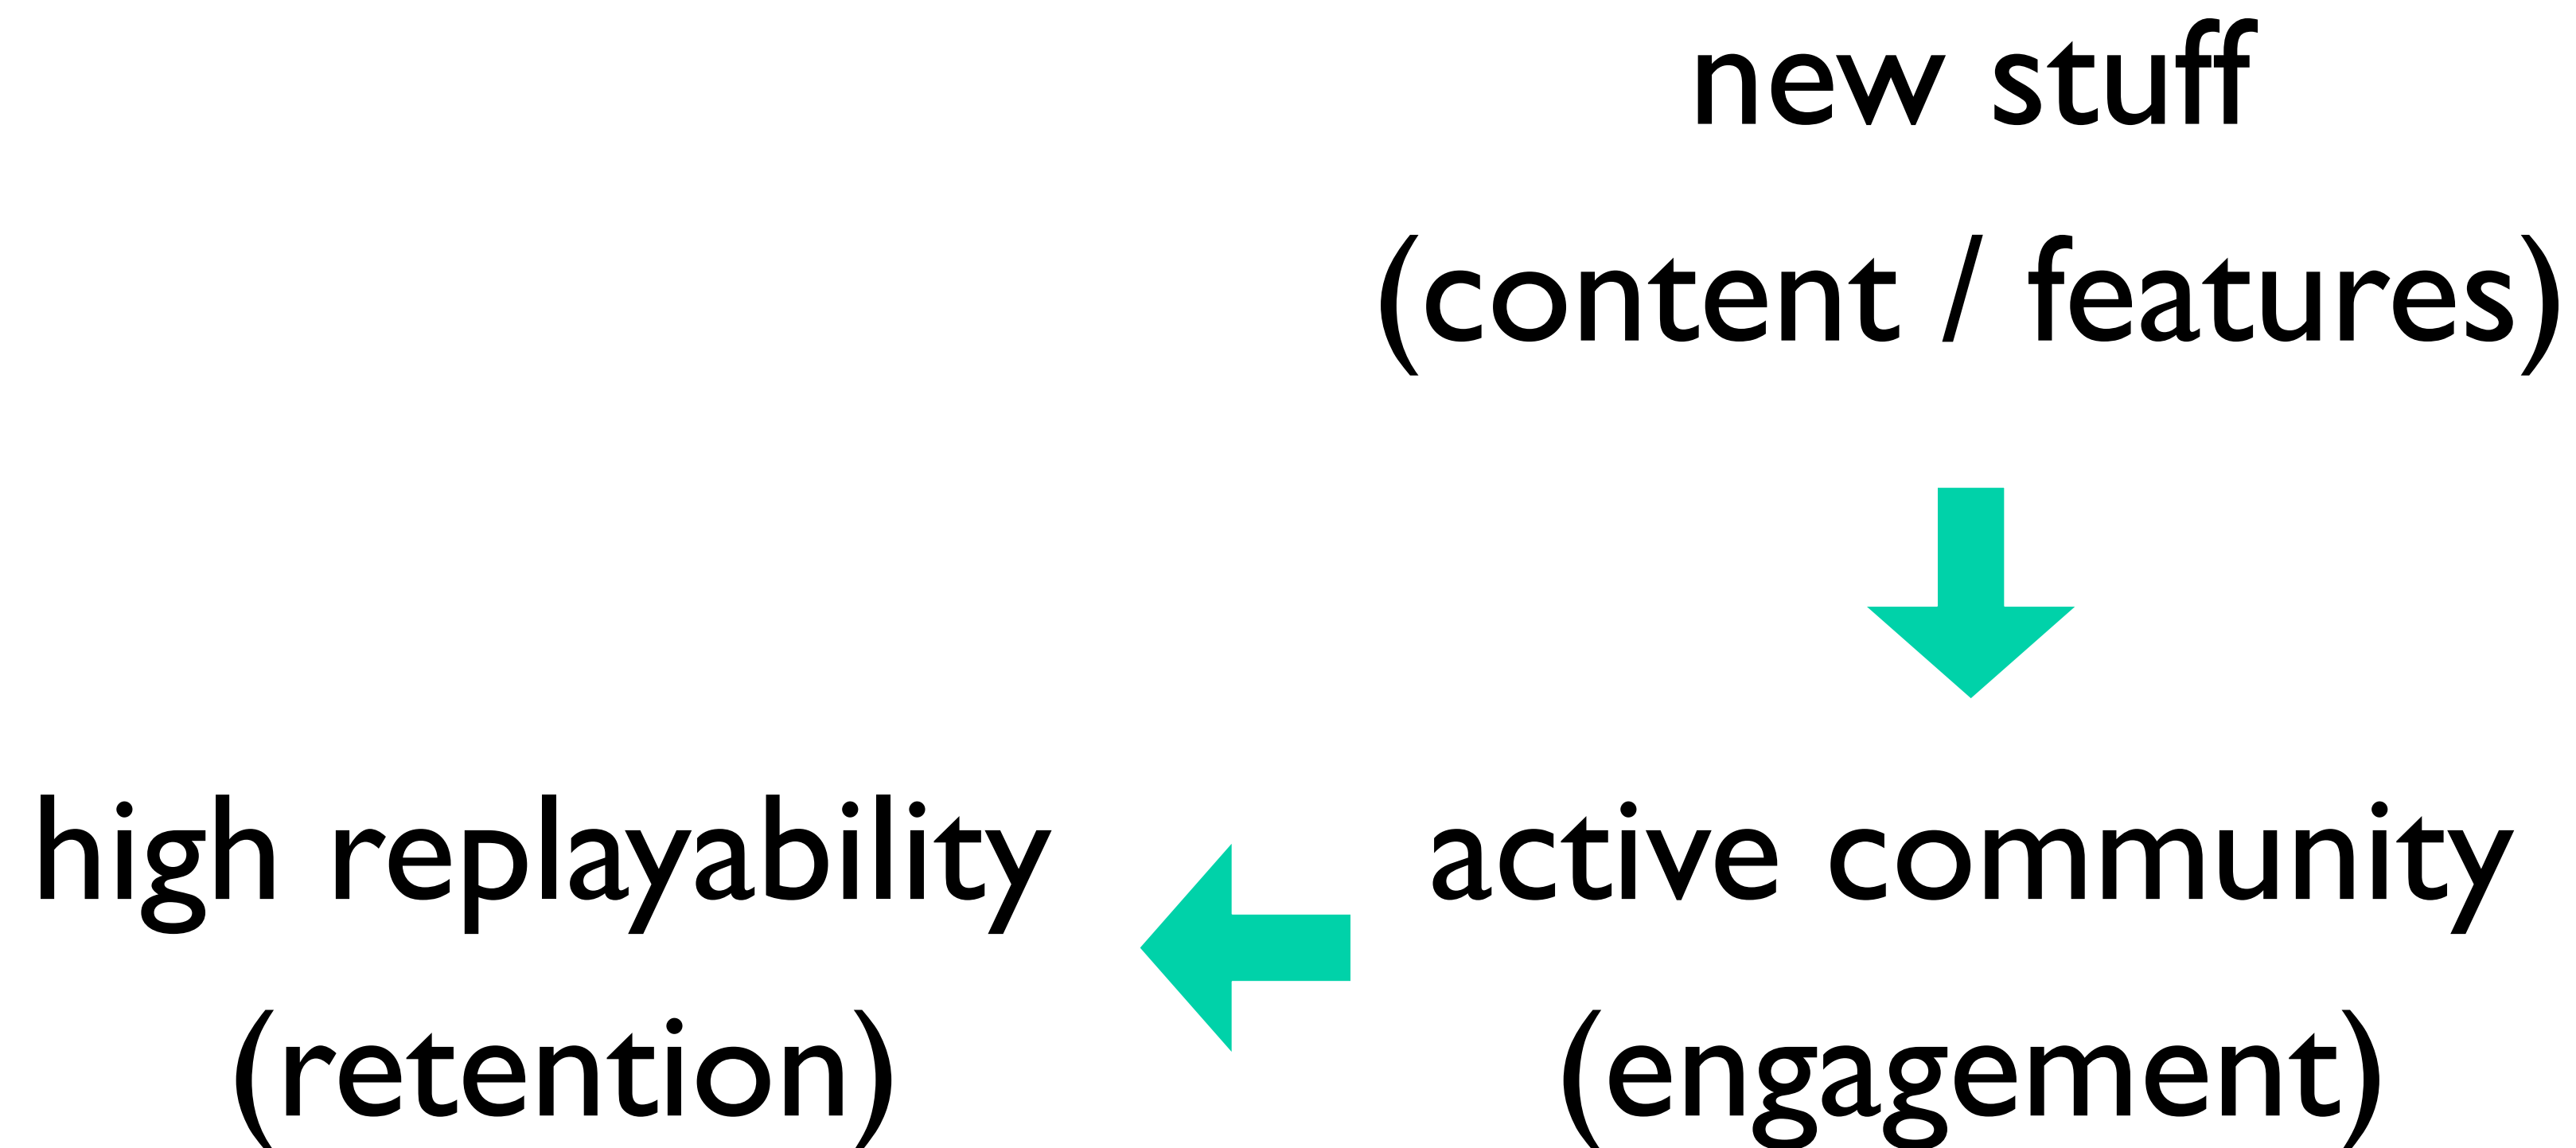 new stuff
(content / features)
high replayability
(retention)
active community
(engagement)